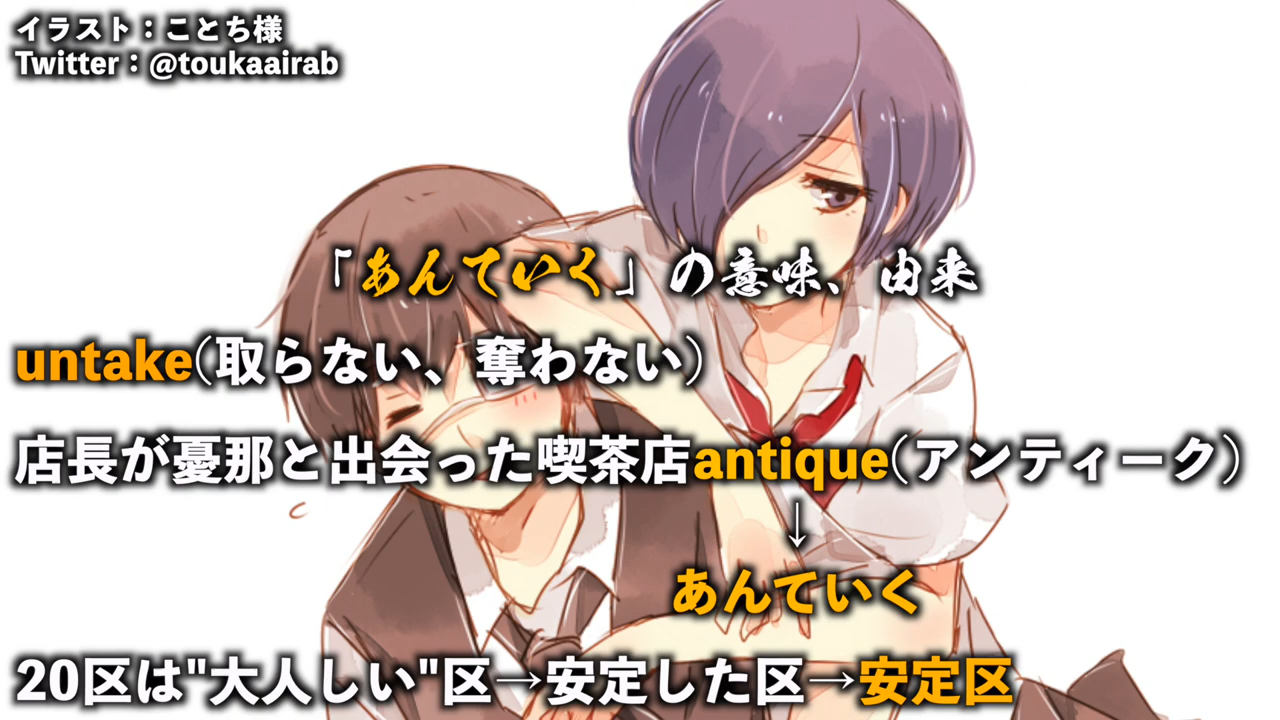 イラスト：ことち様
Twitter：@toukaairab
「あんていく」の意味、由来
untake(取らない、奪わない)
店長が憂那と出会った喫茶店antique(アンティーク)
↓
あんていく
20区は"大人しい"区→安定した区→安定区